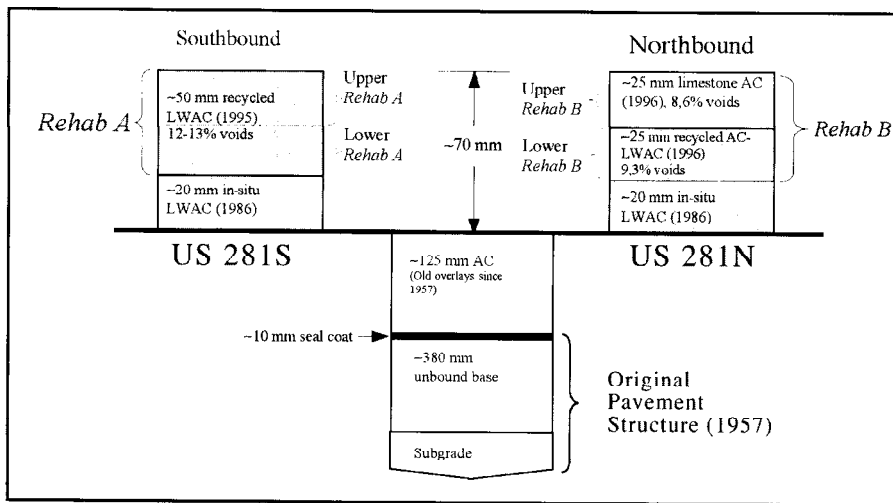 Southbound
Northbound
Rehab A
~50 mm recycled
LWAC (1995)
12-13% voids
~20 mm in-situ
LWAC (1986)
Upper
Rehab A
Lower
Rehab A
~70 mm
Upper
Rehab B
Lower
Rehab B
~25 mm limestone AC
(1996), 8,6% voids
~25 mm recycled AC-
LWAC (1996)
9,3% voids
~20 mm in-situ
LWAC (1986)
Rehab B
US 281S
US 281N
~125 mm AC
(Old overlays since
1957)
~10 mm seal coat
~380 mm
unbound base
Subgrade
Original
Pavement
Structure (1957)